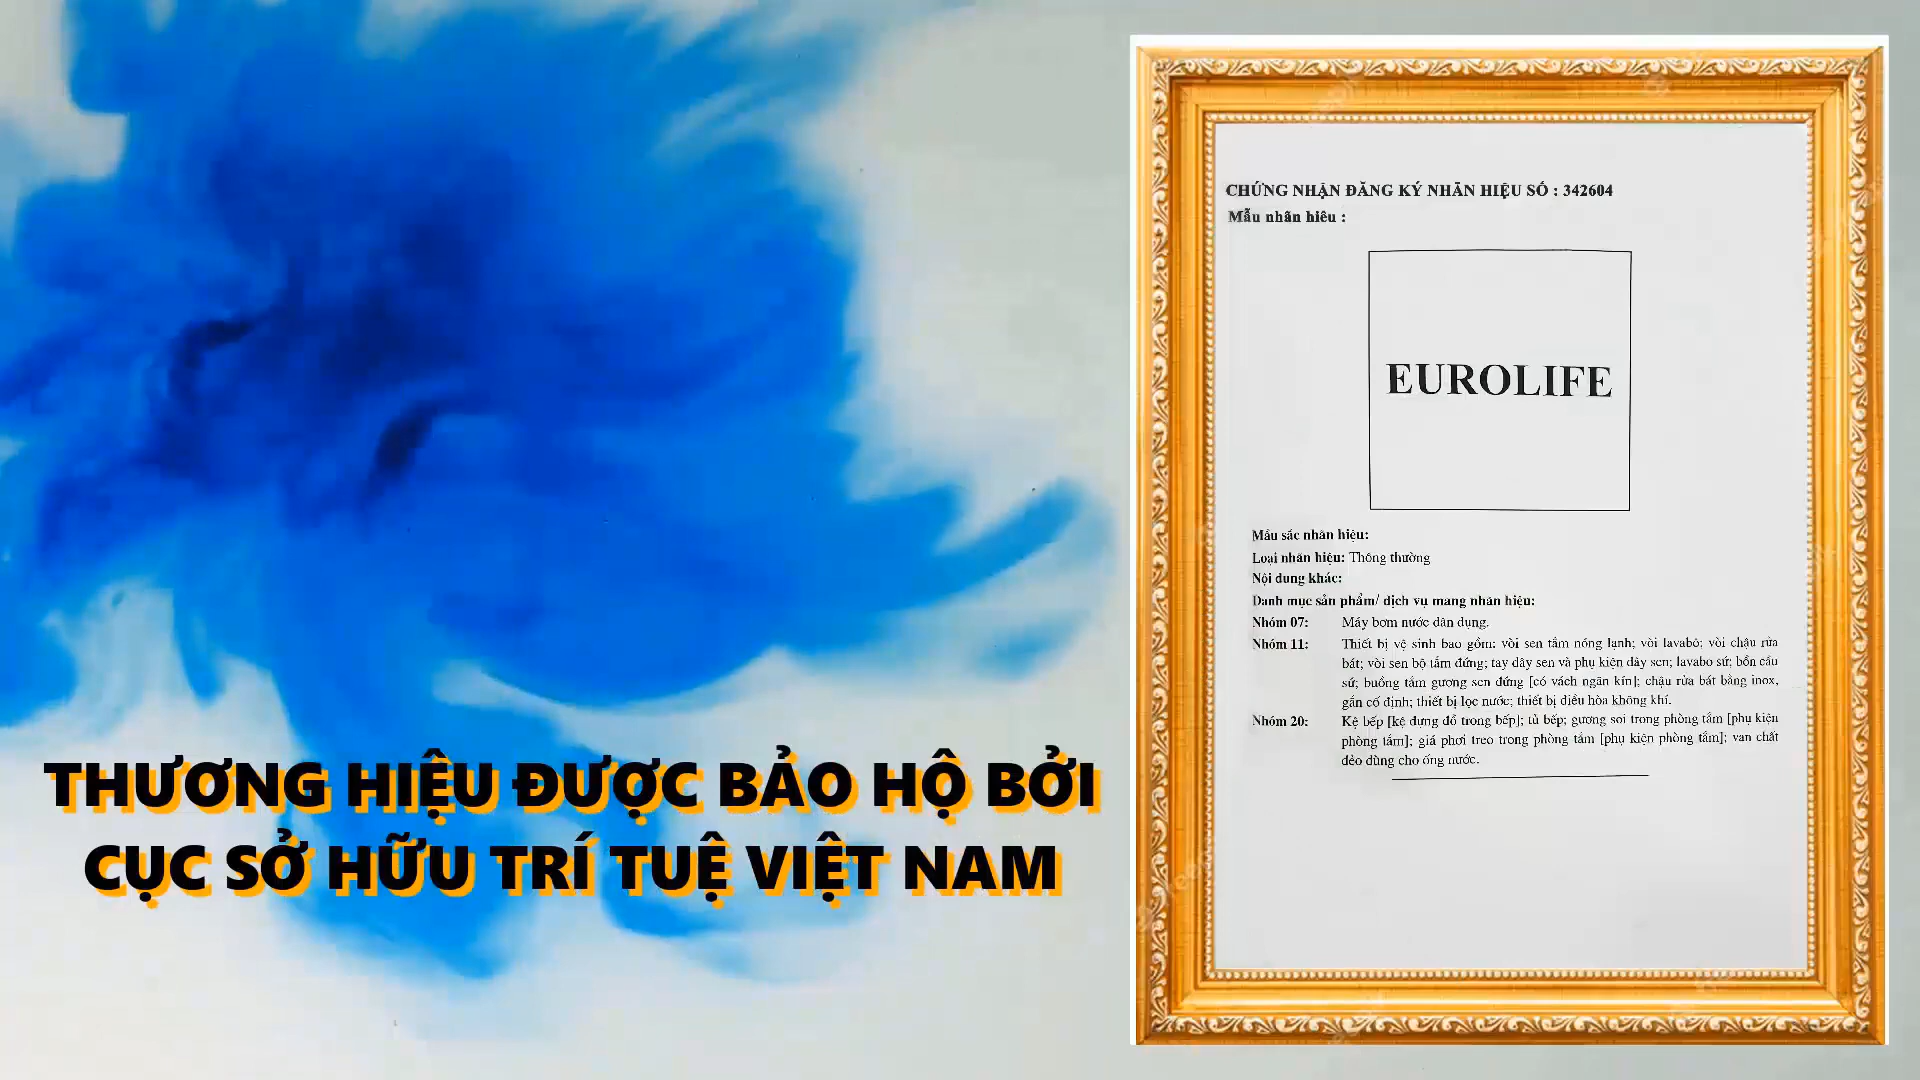 THƯƠNG HIỆU ĐƯỢC BẢO HỘ BỞI
CỤC SỞ HỮU TRÍ TUỆ VIỆT NAM
CHỨNG NHẬN ĐĂNG KÝ NHÃN HIỆU SỐ : 342604
Mẫu nhãn hiêu :
EUROLIFE
Mầu sắc nhãn hiệu:
Loại nhãn hiệu: Thông thường
Nội dung khác:
Danh mục sản phẩm/ dịch vụ mang nhãn hiệu:
Nhóm 07: Máy bơm nước dân dụng.
Nhóm 11: Thiết bị vệ sinh bao gồm: vòi sen tắm nóng lạnh; vòi lavabô; vòi chậu rửa
bát; vòi sen bộ tắm đứng; tay dây sen và phụ kiện dây sen; lavabo sứ; bồn cầu
sứ; buồng tắm gương sen đứng [có vách ngăn kín]; chậu rửa bát bằng inox,
gắn cố định; thiết bị lọc nước; thiết bị điều hòa không khí.
Nhóm 20: Kệ bếp [kệ đựng đồ trong bếp]; tủ bếp; gương soi trong phòng tắm [phụ kiện
phòng tắm]; giá phơi treo trong phòng tắm [phụ kiện phòng tắm]; van chất
dẻo dùng cho ống nước.